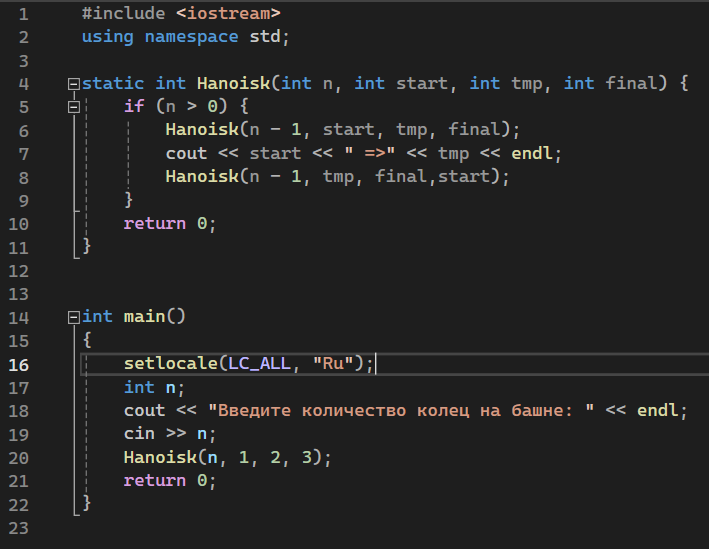 1 #include <iostream>
2 using namespace std;
3
4 static int Hanoisk(int n, int start, int tmp, int final) {
5 if (n > 0) {
6 Hanoisk(n - 1, start, tmp, final);
7 cout << start << " =>" << tmp << endl;
8 Hanoisk(n - 1, tmp, final,start);
9 }
10 return 0;
11 }
12
13
14 int main()
15 {
16 setlocale(LC_ALL, "Ru");
17 int n;
18 cout << "Введите количество колец на башне: " << endl;
19 cin >> n;
20 Hanoisk(n, 1, 2, 3);
21 return 0;
22 }
23